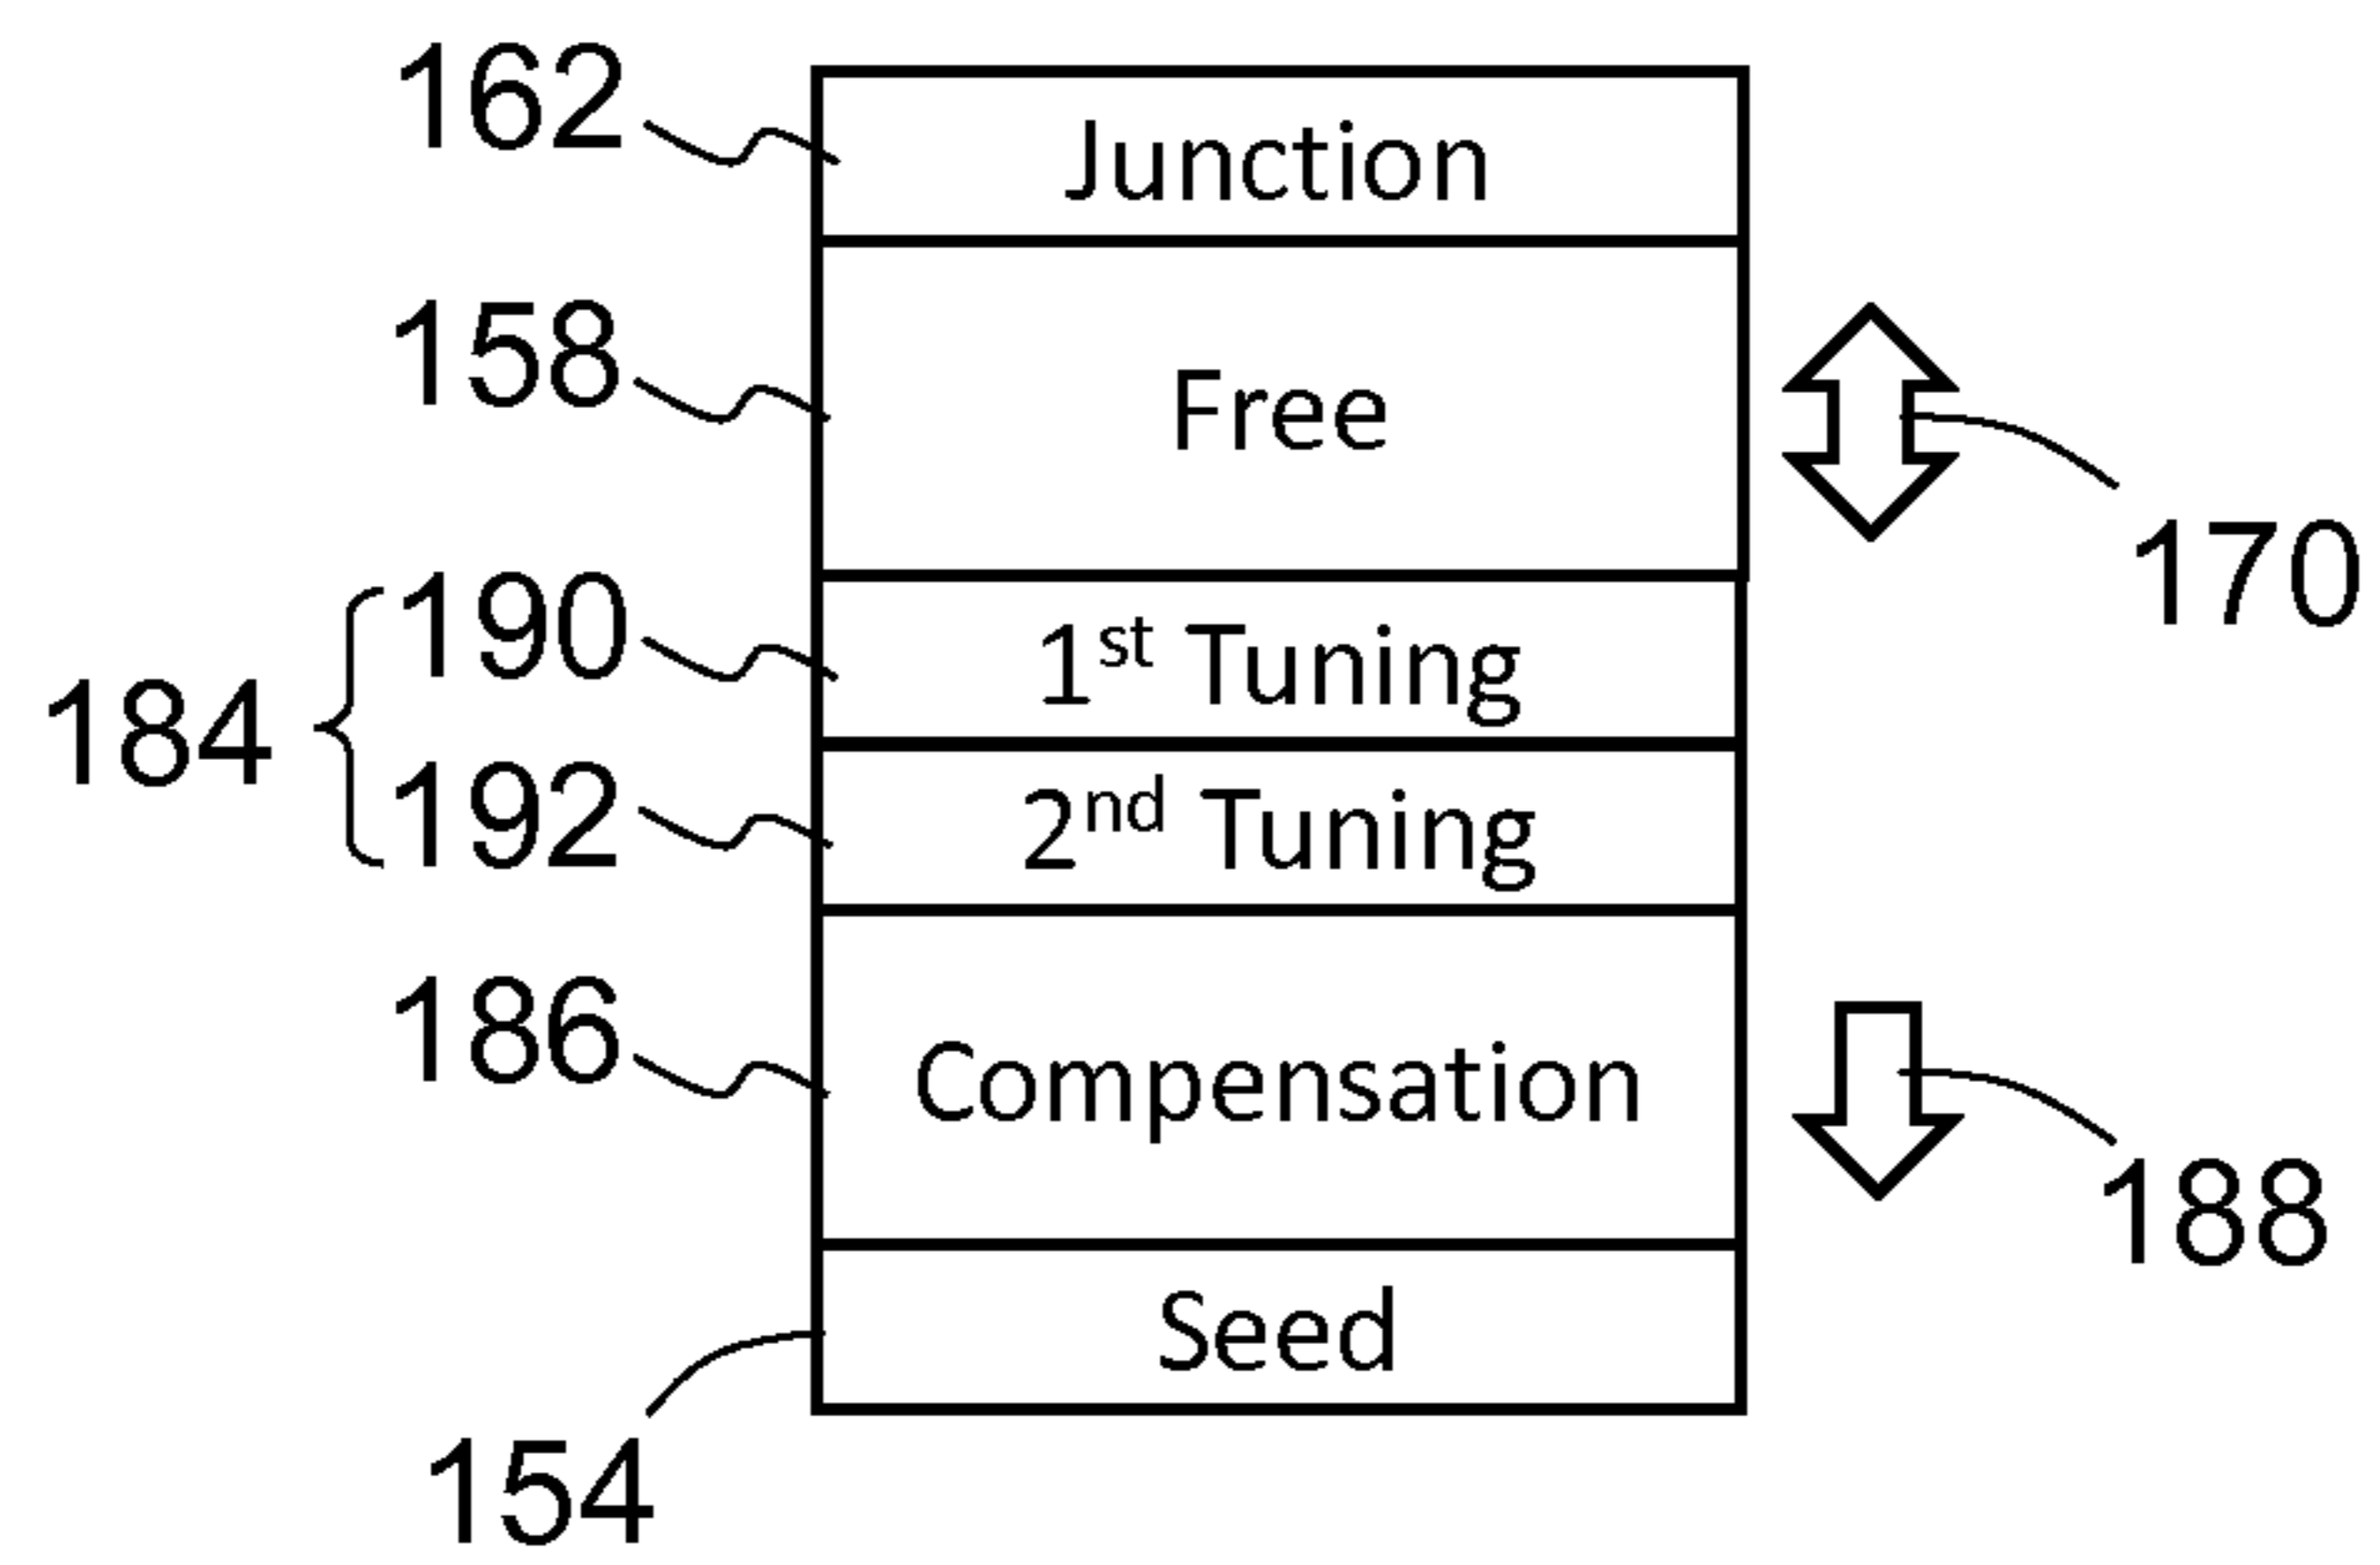 162 Junction
158 Free
170
184 190 1st Tuning
192 2nd Tuning
186 Compensation
188
154 Seed